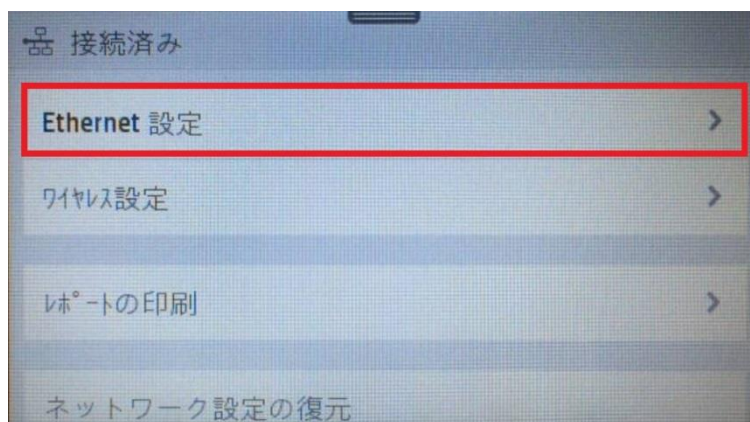 接続済み
Ethernet 設定
ﾜｲﾔﾚｽ設定
ﾚﾎﾟｰﾄの印刷
ネットワーク設定の復元